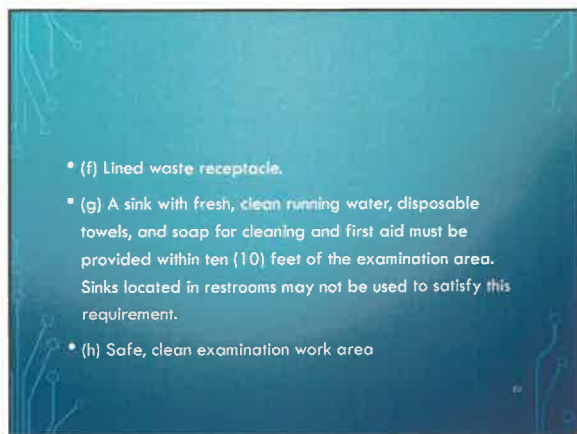 • (f) Lined waste receptacle.
• (g) A sink with fresh, clean running water, disposable
towels, and soap for cleaning and first aid must be
provided within ten (10) feet of the examination area.
Sinks located in restrooms may not be used to satisfy this
requirement.
• (h) Safe, clean examination work area